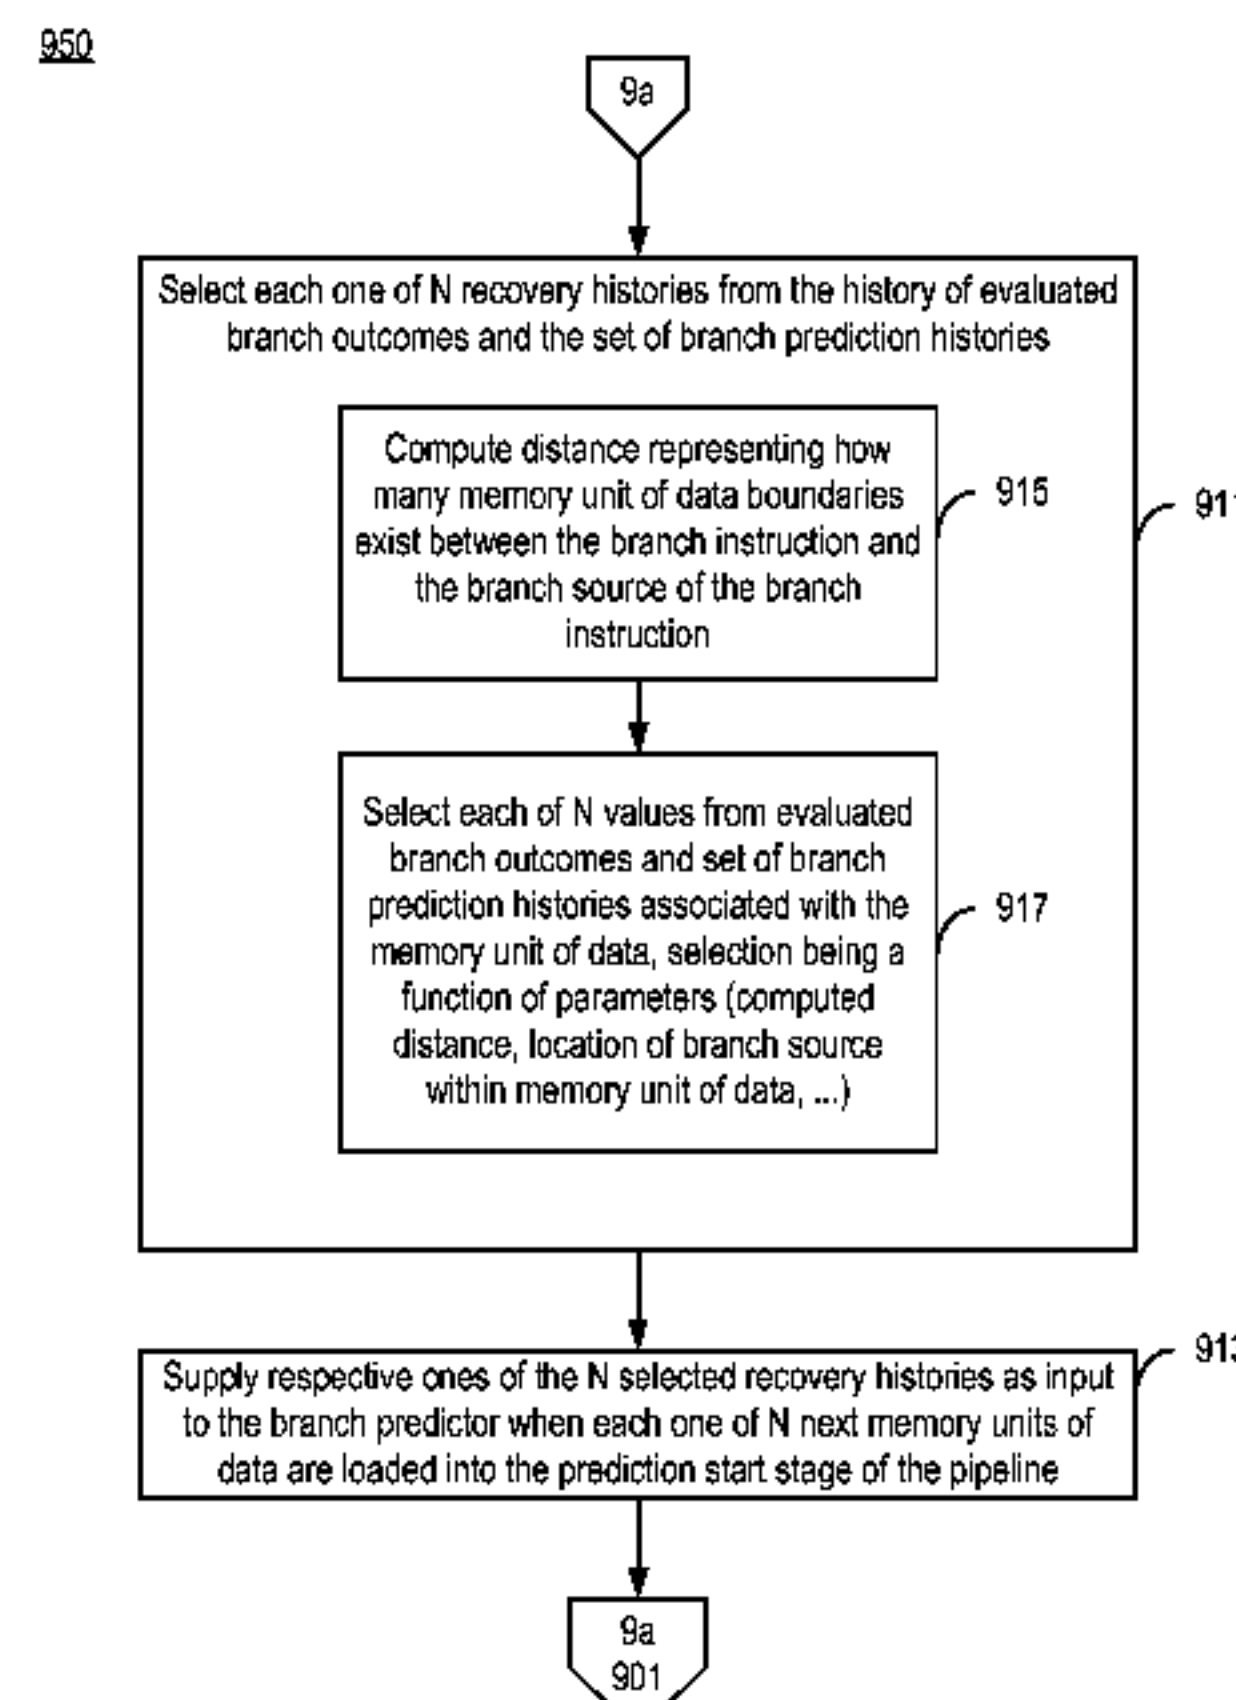 950
9a
Select each one of N recovery histories from the history of evaluated
branch outcomes and the set of branch prediction histories
Compute distance representing how
many memory unit of data boundaries
exist between the branch instruction and
the branch source of the branch
instruction
915
911
Select each of N values from evaluated
branch outcomes and set of branch
prediction histories associated with the
memory unit of data, selection being a
function of parameters (computed
distance, location of branch source
within memory unit of data, ...)
917
Supply respective ones of the N selected recovery histories as input
to the branch predictor when each one of N next memory units of
data are loaded into the prediction start stage of the pipeline
913
9a
901